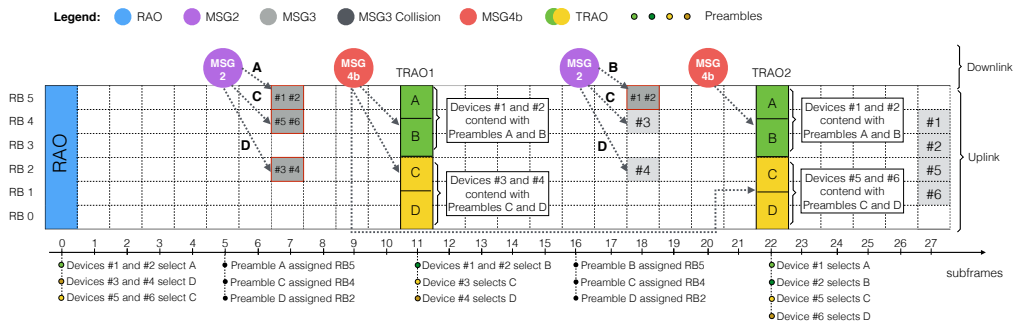 Legend: RAO MSG2 MSG3 MSG3 Collision MSG4b TRAO Preambles
MSG 2
A
C
D
MSG 4b
TRAO1
MSG 2
B
C
D
MSG 4b
TRAO2
Downlink
Uplink
RB 5
RB 4
RB 3
RB 2
RB 1
RB 0
RAO
#1 #2
#5 #6
#3 #4
A
B
C
D
Devices #1 and #2
contend with
Preambles A and B
Devices #3 and #4
contend with
Preambles C and D
#1 #2
#3
#4
A
B
C
D
Devices #1 and #2
contend with
Preambles A and B
Devices #5 and #6
contend with
Preambles C and D
#1
#2
#5
#6
0 1 2 3 4 5 6 7 8 9 10 11 12 13 14 15 16 17 18 19 20 21 22 23 24 25 26 27
subframes
Devices #1 and #2 select A
Devices #3 and #4 select D
Devices #5 and #6 select C
Preamble A assigned RB5
Preamble C assigned RB4
Preamble D assigned RB2
Devices #1 and #2 select B
Device #3 selects C
Device #4 selects D
Preamble B assigned RB5
Preamble C assigned RB4
Preamble D assigned RB2
Device #1 selects A
Device #2 selects B
Device #5 selects C
Device #6 selects D